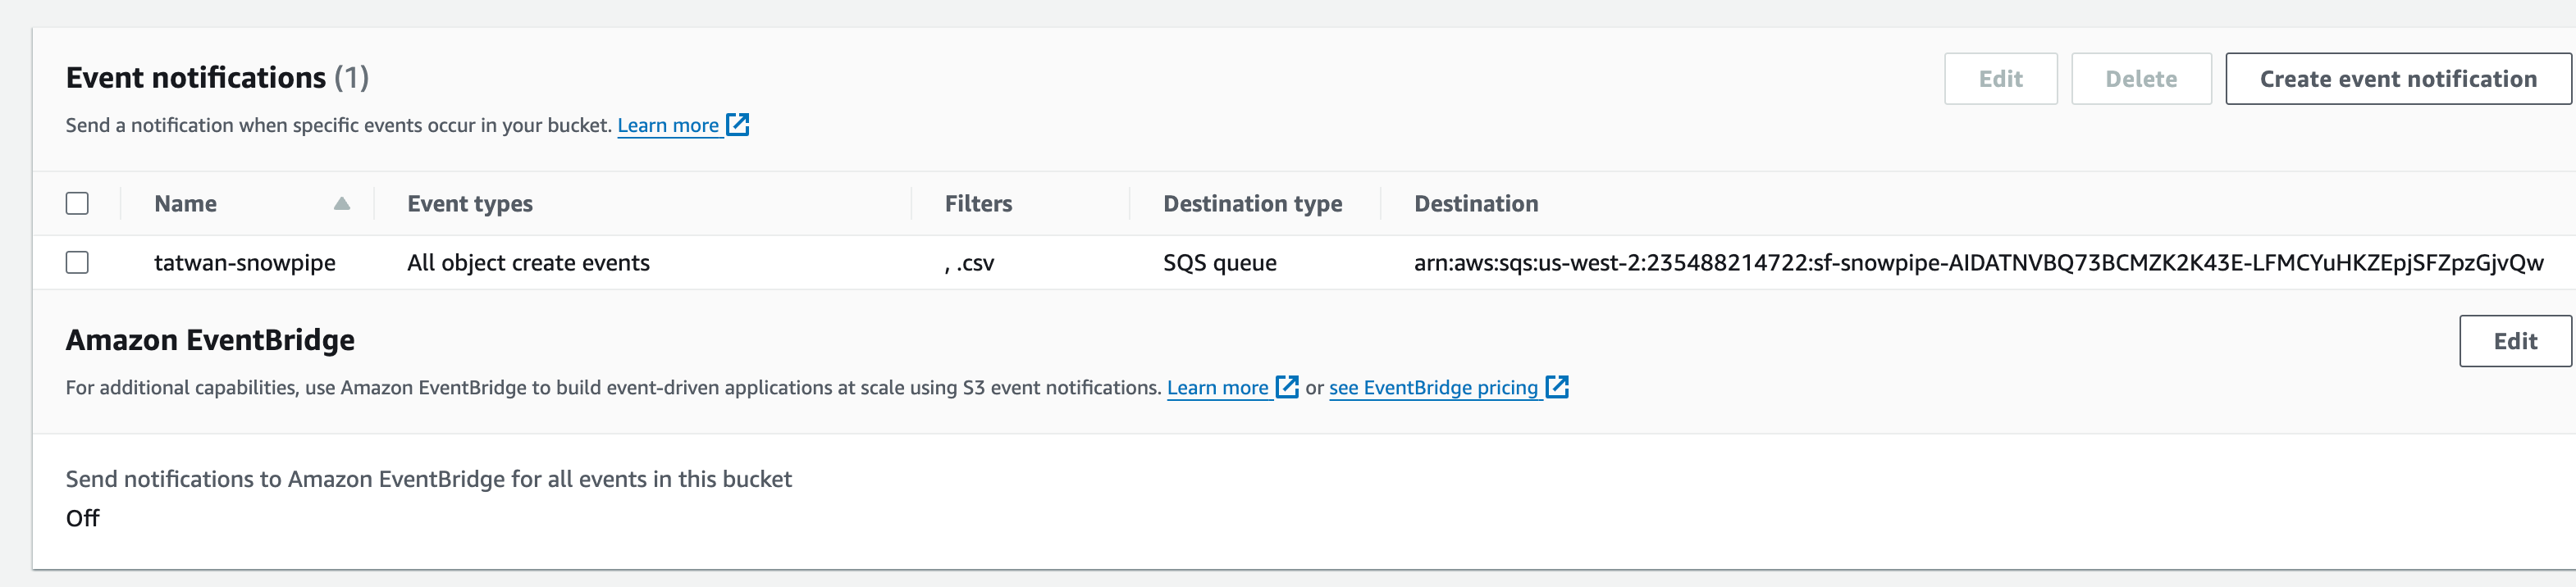 Event notifications (1)
Edit
Delete
Create event notification
Send a notification when specific events occur in your bucket. Learn more
Name Event types Filters Destination type Destination
tatwan-snowpipe All object create events , .csv SQS queue arn:aws:sqs:us-west-2:235488214722:sf-snowpipe-AIDATNVBQ73BCMZK2K43E-LFMCYuHKZEpjSFZpzGjvQw
Amazon EventBridge
Edit
For additional capabilities, use Amazon EventBridge to build event-driven applications at scale using S3 event notifications. Learn more or see EventBridge pricing
Send notifications to Amazon EventBridge for all events in this bucket
Off